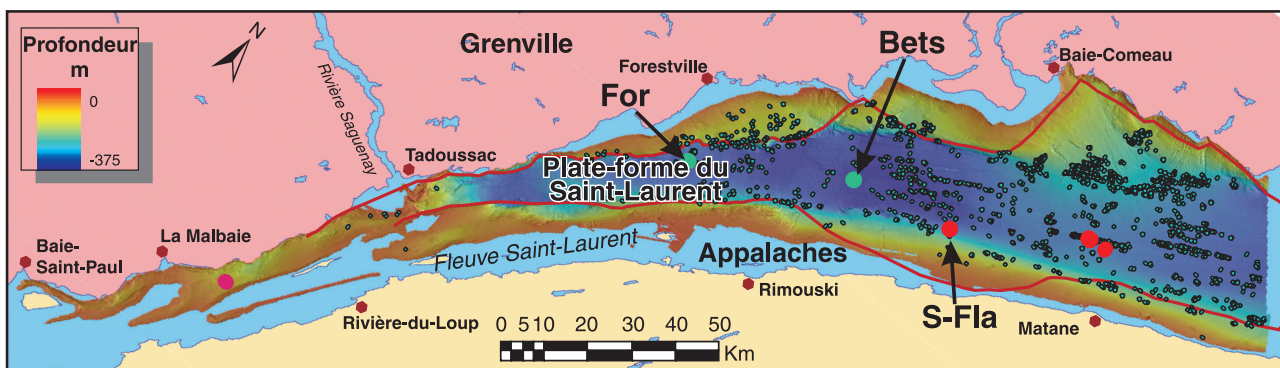 Profondeur
m
0
-375
N
Rivière Saguenay
Grenville
Forestville
Bets
Baie-Comeau
For
Tadoussac
Plate-forme du
Saint-Laurent
La Malbaie
Baie-
Saint-Paul
Fleuve Saint-Laurent
Appalaches
Rivière-du-Loup
Rimouski
S-Fla
Matane
0 5 10 20 30 40 50
Km